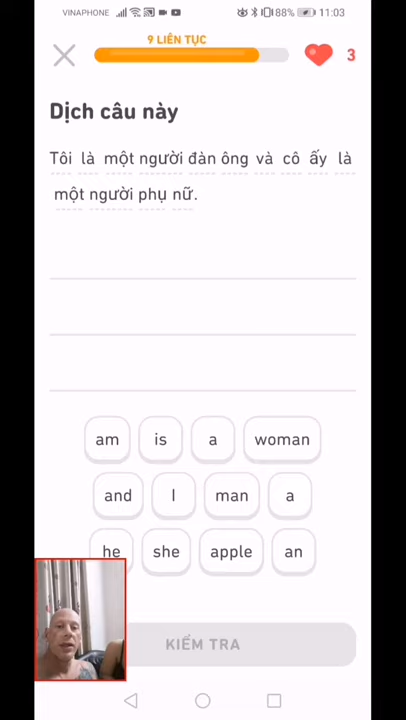 VINAPHONE 88% 11:03
9 LIÊN TỤC
3
Dịch câu này
Tôi là một người đàn ông và cô ấy là
một người phụ nữ.
am is a woman
and I man a
he she apple an
KIỂM TRA